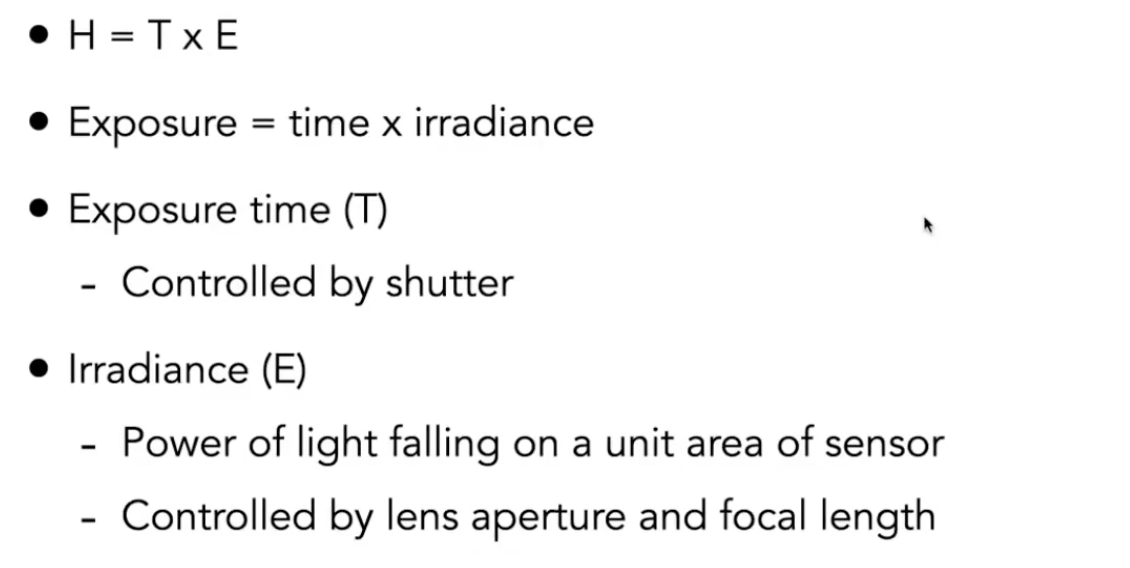 • H = T x E
• Exposure = time x irradiance
• Exposure time (T)
- Controlled by shutter
• Irradiance (E)
- Power of light falling on a unit area of sensor
- Controlled by lens aperture and focal length